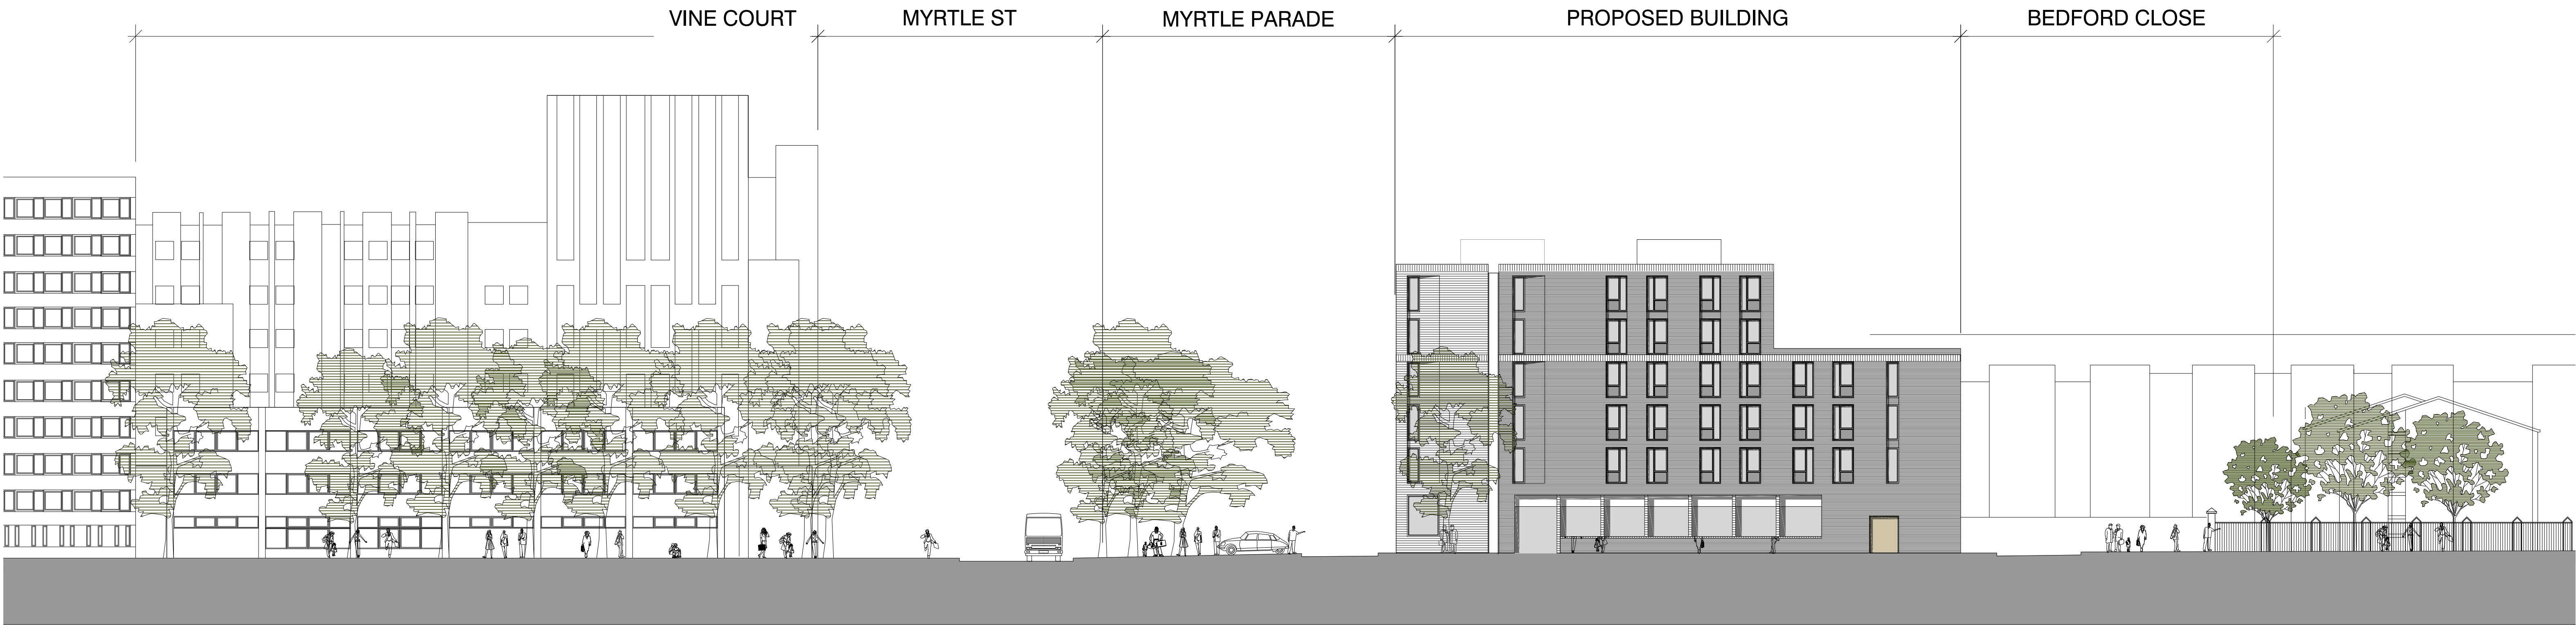 VINE COURT
MYRTLE ST
MYRTLE PARADE
PROPOSED BUILDING
BEDFORD CLOSE